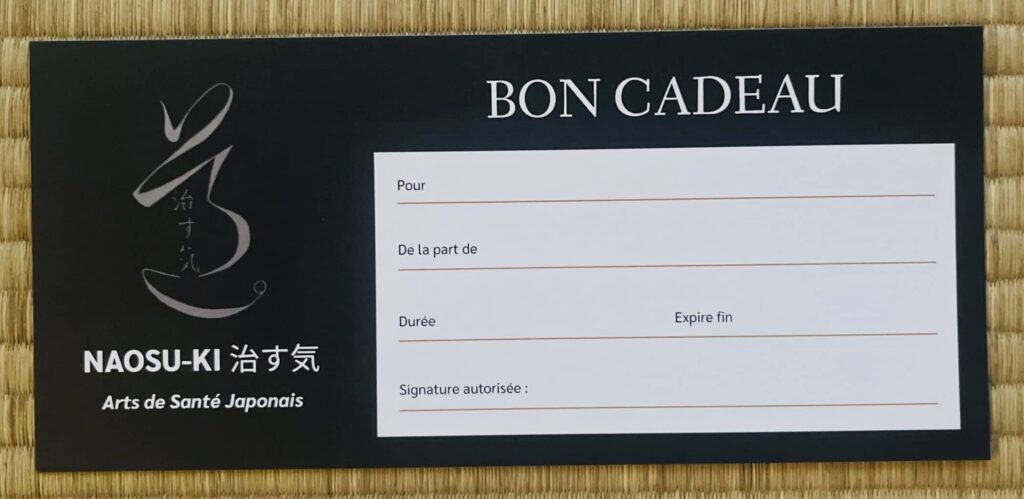 治す気
NAOSU-KI 治す気
Arts de Santé Japonais
BON CADEAU
Pour
De la part de
Durée Expire fin
Signature autorisée :